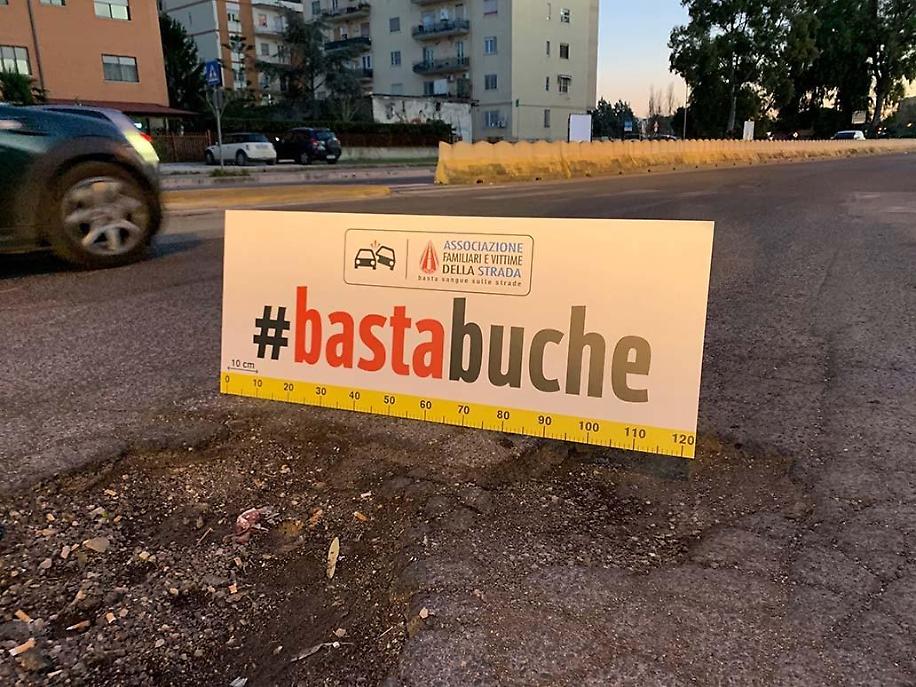 ASSOCIAZIONE
FAMILIARI E VITTIME
DELLA STRADA
basta sangue sulle strade
#bastabuche
10 cm
0 10 20 30 40 50 60 70 80 90 100 110 120